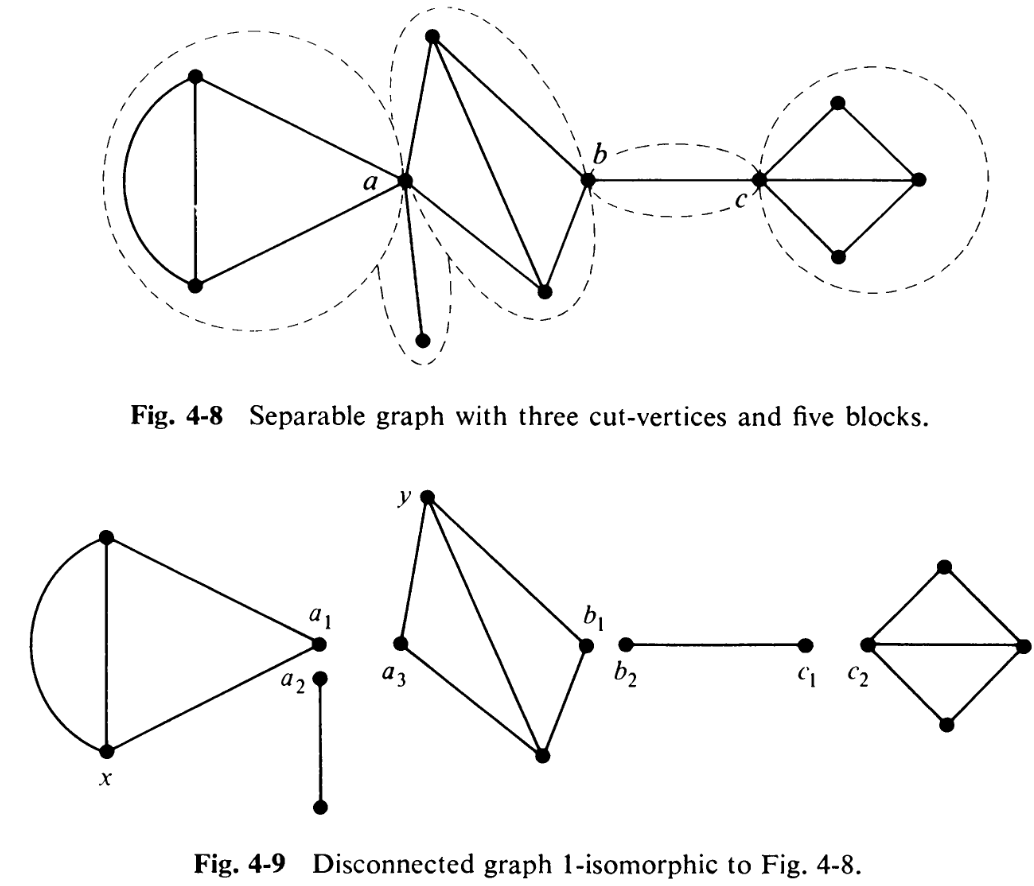 a
b
c
Fig. 4-8 Separable graph with three cut-vertices and five blocks.
y
a1
b1
a2
a3
b2
c1
c2
x
Fig. 4-9 Disconnected graph 1-isomorphic to Fig. 4-8.